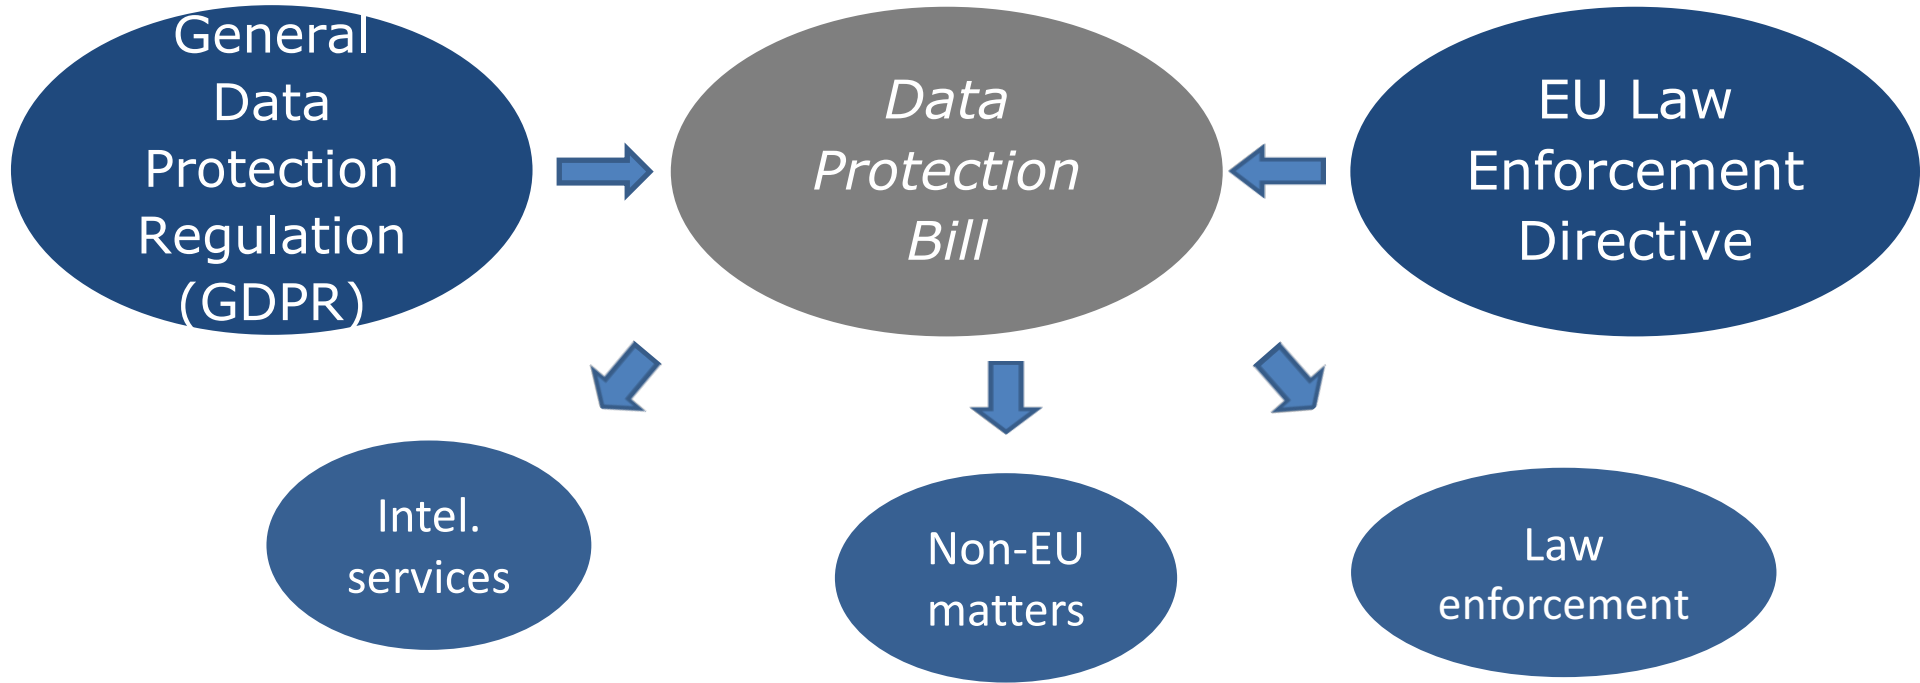 General
Data
Protection
Regulation
(GDPR)
Data
Protection
Bill
EU Law
Enforcement
Directive
Intel.
services
Non-EU
matters
Law
enforcement